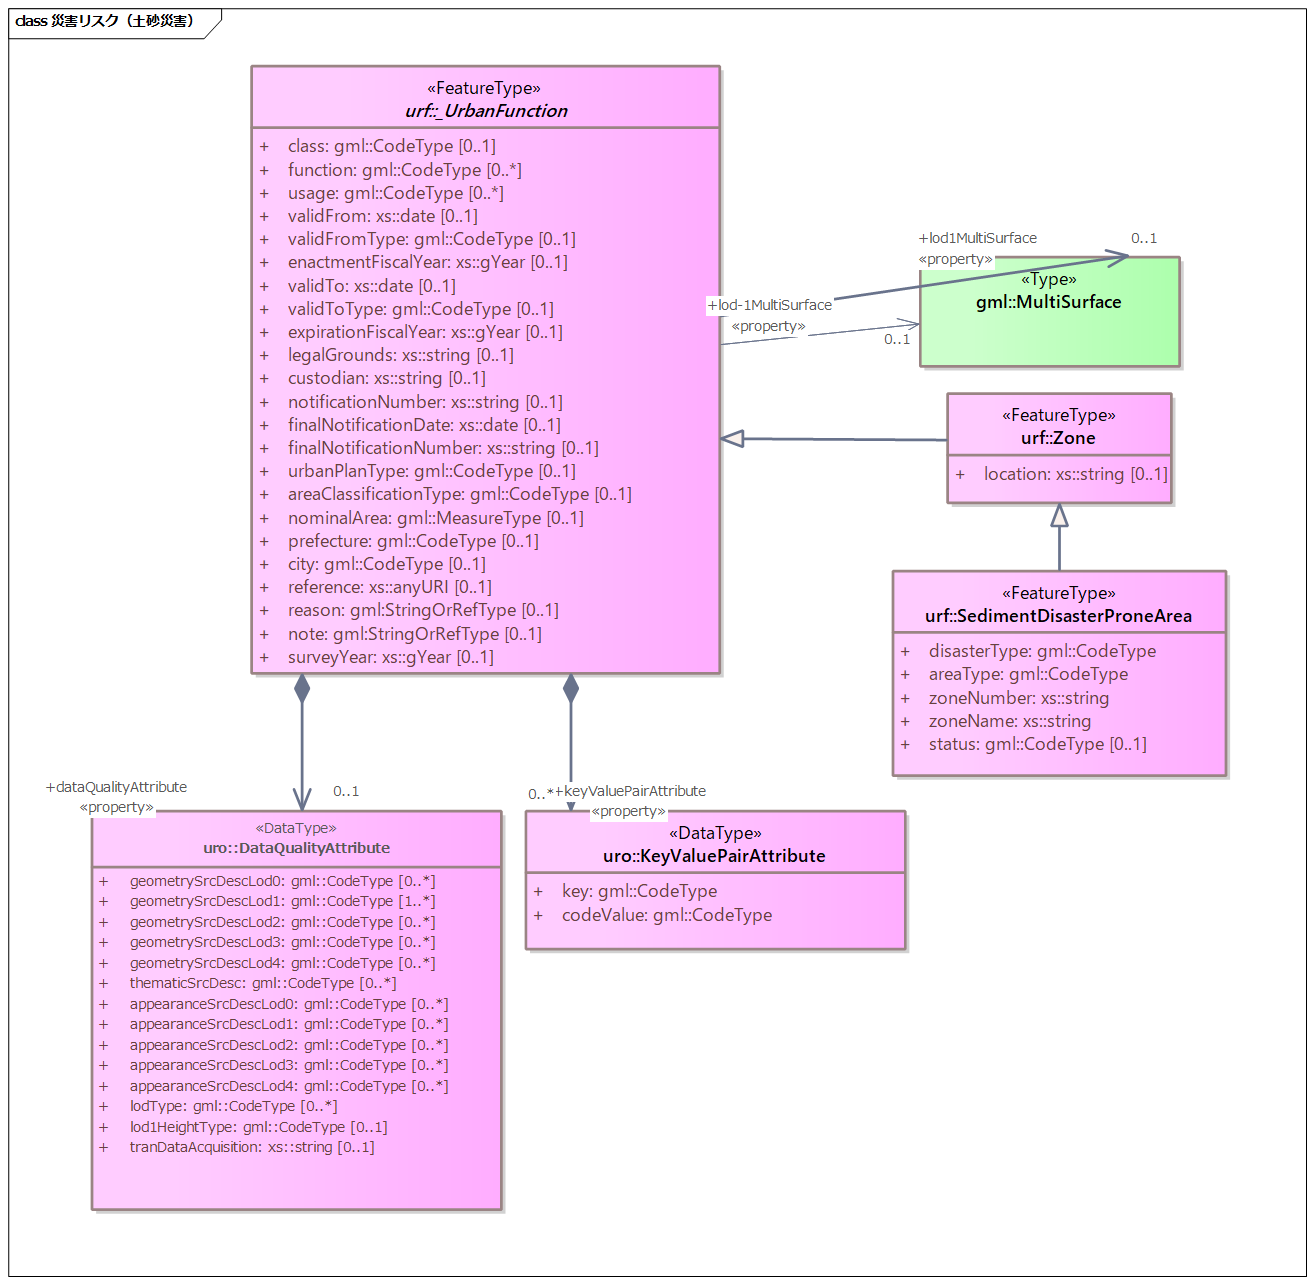 class 災害リスク（土砂災害）
«FeatureType»
urf::_UrbanFunction
+ class: gml::CodeType [0..1]
+ function: gml::CodeType [0..*]
+ usage: gml::CodeType [0..*]
+ validFrom: xs::date [0..1]
+ validFromType: gml::CodeType [0..1]
+ enactmentFiscalYear: xs::gYear [0..1]
+ validTo: xs::date [0..1]
+ validToType: gml::CodeType [0..1]
+ expirationFiscalYear: xs::gYear [0..1]
+ legalGrounds: xs::string [0..1]
+ custodian: xs::string [0..1]
+ notificationNumber: xs::string [0..1]
+ finalNotificationDate: xs::date [0..1]
+ finalNotificationNumber: xs::string [0..1]
+ urbanPlanType: gml::CodeType [0..1]
+ areaClassificationType: gml::CodeType [0..1]
+ nominalArea: gml::MeasureType [0..1]
+ prefecture: gml::CodeType [0..1]
+ city: gml::CodeType [0..1]
+ reference: xs::anyURI [0..1]
+ reason: gml:StringOrRefType [0..1]
+ note: gml:StringOrRefType [0..1]
+ surveyYear: xs::gYear [0..1]
+lod1MultiSurface
«property»
0..1
+lod-1MultiSurface
«property»
0..1
«Type»
gml::MultiSurface
«FeatureType»
urf::Zone
+ location: xs::string [0..1]
«FeatureType»
urf::SedimentDisasterProneArea
+ disasterType: gml::CodeType
+ areaType: gml::CodeType
+ zoneNumber: xs::string
+ zoneName: xs::string
+ status: gml::CodeType [0..1]
+dataQualityAttribute
«property»
0..1
0..*
+keyValuePairAttribute
«property»
«DataType»
uro::DataQualityAttribute
+ geometrySrcDescLod0: gml::CodeType [0..*]
+ geometrySrcDescLod1: gml::CodeType [1..*]
+ geometrySrcDescLod2: gml::CodeType [0..*]
+ geometrySrcDescLod3: gml::CodeType [0..*]
+ geometrySrcDescLod4: gml::CodeType [0..*]
+ thematicSrcDesc: gml::CodeType [0..*]
+ appearanceSrcDescLod0: gml::CodeType [0..*]
+ appearanceSrcDescLod1: gml::CodeType [0..*]
+ appearanceSrcDescLod2: gml::CodeType [0..*]
+ appearanceSrcDescLod3: gml::CodeType [0..*]
+ appearanceSrcDescLod4: gml::CodeType [0..*]
+ lodType: gml::CodeType [0..*]
+ lod1HeightType: gml::CodeType [0..1]
+ tranDataAcquisition: xs::string [0..1]
«DataType»
uro::KeyValuePairAttribute
+ key: gml::CodeType
+ codeValue: gml::CodeType